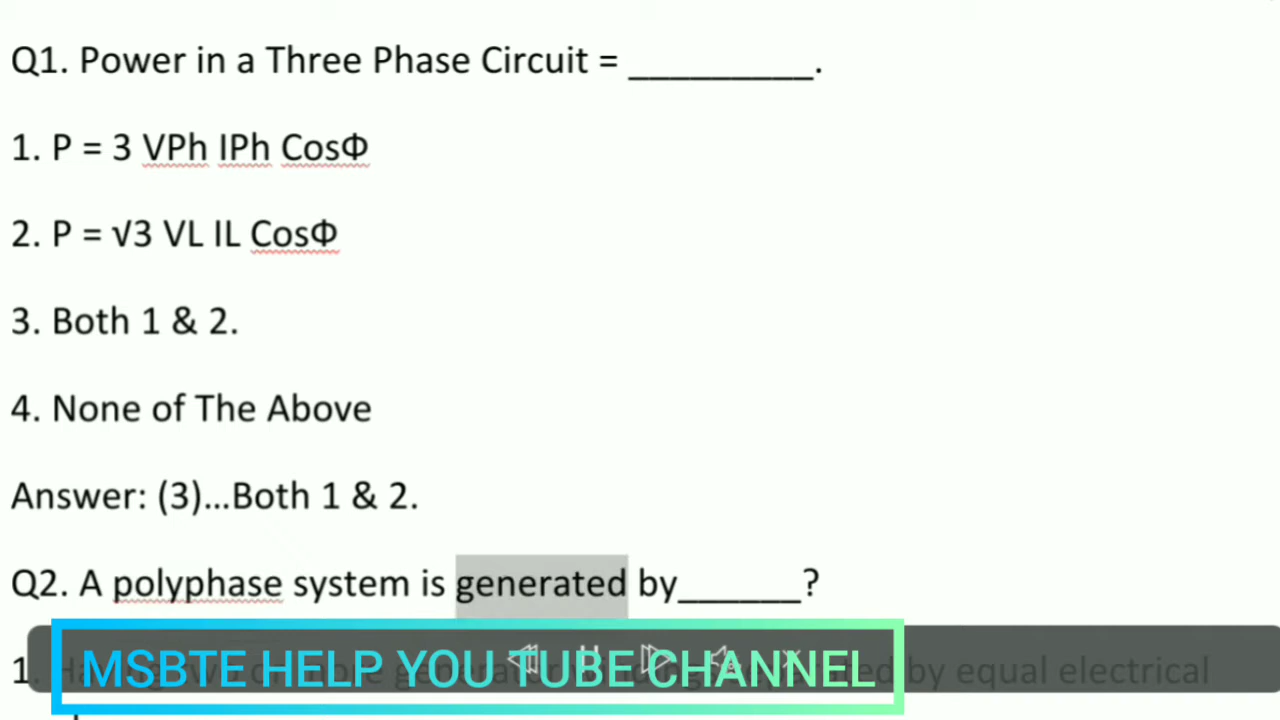 Q1. Power in a Three Phase Circuit = _________.
1. P = 3 VPh IPh CosΦ
2. P = √3 VL IL CosΦ
3. Both 1 & 2.
4. None of The Above
Answer: (3)...Both 1 & 2.
Q2. A polyphase system is generated by______?
1. by equal electrical
MSBTE HELP YOU TUBE CHANNEL